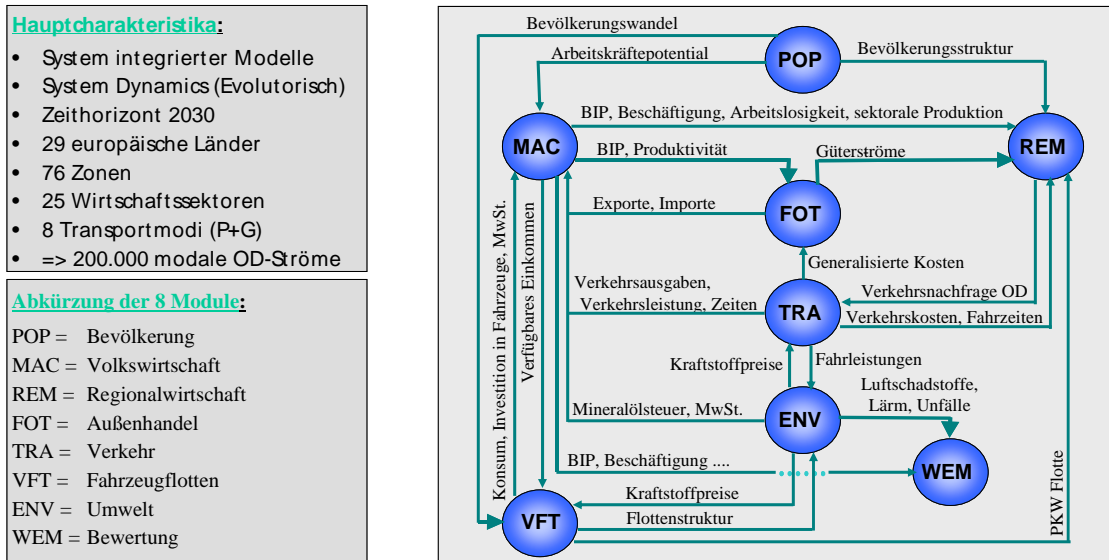 Hauptcharakteristika:
• System integrierter Modelle
• System Dynamics (Evolutorisch)
• Zeithorizont 2030
• 29 europäische Länder
• 76 Zonen
• 25 Wirtschaftssektoren
• 8 Transportmodi (P+G)
• => 200.000 modale OD-Ströme
Abkürzung der 8 Module:
POP = Bevölkerung
MAC = Volkswirtschaft
REM = Regionalwirtschaft
FOT = Außenhandel
TRA = Verkehr
VFT = Fahrzeugflotten
ENV = Umwelt
WEM = Bewertung
Bevölkerungswandel
Arbeitskräftepotential
POP
Bevölkerungsstruktur
BIP, Beschäftigung, Arbeitslosigkeit, sektorale Produktion
MAC
REM
BIP, Produktivität
Güterströme
FOT
Exporte, Importe
Generalisierte Kosten
Verkehrsausgaben,
Verkehrsleistung, Zeiten
TRA
Verkehrsnachfrage OD
Verkehrskosten, Fahrzeiten
Konsum, Investition in Fahrzeuge, MwSt.
Verfügbares Einkommen
Kraftstoffpreise
Fahrleistungen
Luftschadstoffe,
Lärm, Unfälle
Mineralölsteuer, MwSt.
ENV
BIP, Beschäftigung ....
WEM
Kraftstoffpreise
VFT
Flottenstruktur
PKW Flotte